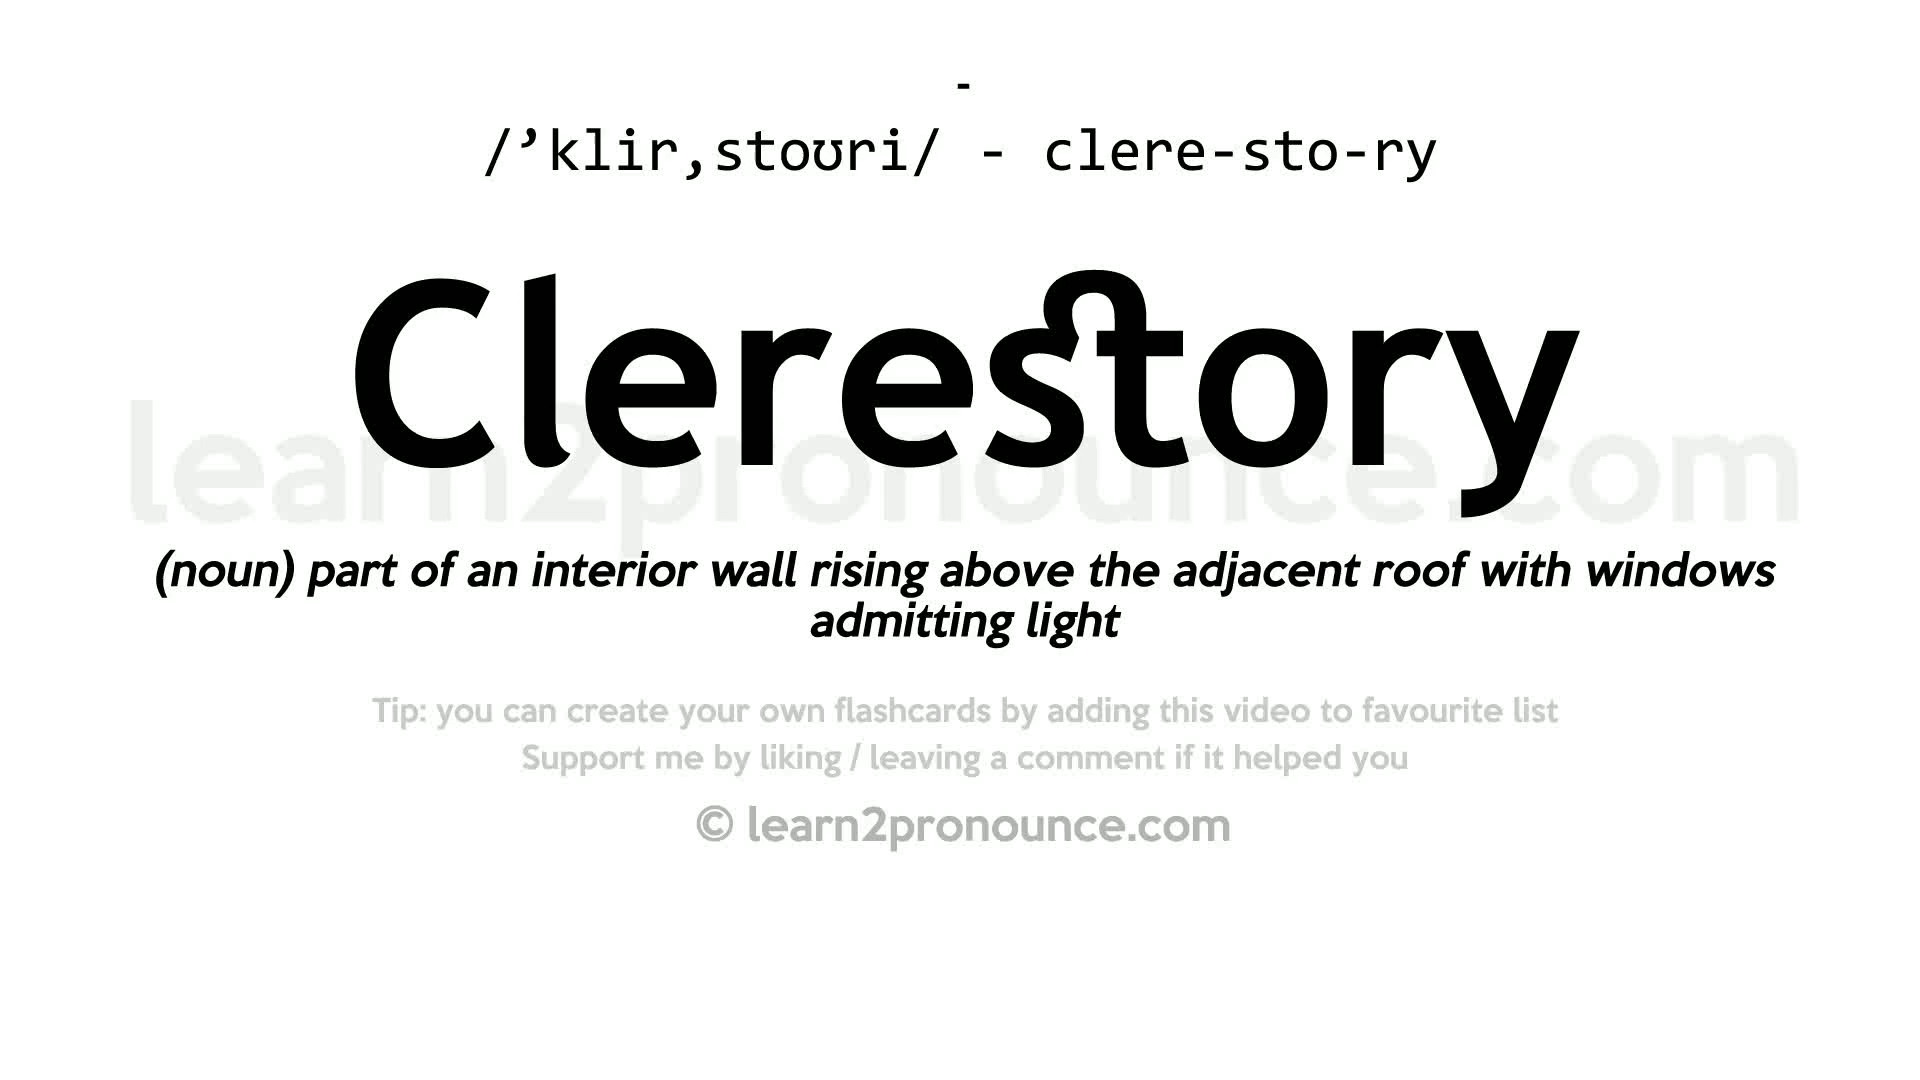 -
/’klir,stoʊri/ - clere-sto-ry
Clerestory
learn2pronounce.com
(noun) part of an interior wall rising above the adjacent roof with windows
admitting light
Tip: you can create your own flashcards by adding this video to favourite list
Support me by liking / leaving a comment if it helped you
© learn2pronounce.com